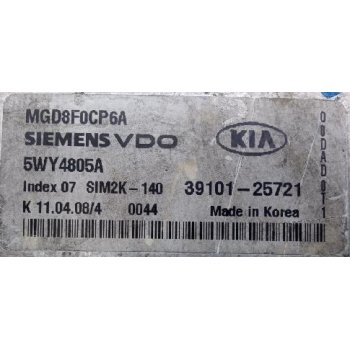 MGD8F0CP6A
SIEMENS VDO
KIA
5WY4805A
Index 07 SIM2K-140
39101-25721
K 11.04.08/4 0044
Made in Korea